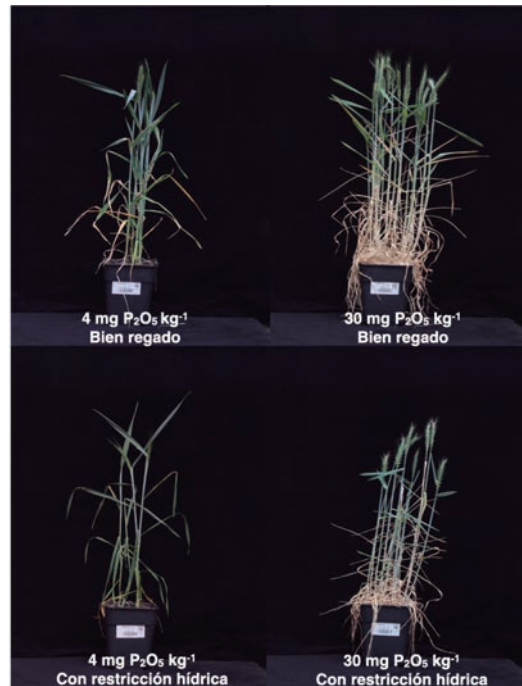 4 mg P₂O₅ kg⁻¹
Bien regado
30 mg P₂O₅ kg⁻¹
Bien regado
4 mg P₂O₅ kg⁻¹
Con restricción hídrica
30 mg P₂O₅ kg⁻¹
Con restricción hídrica